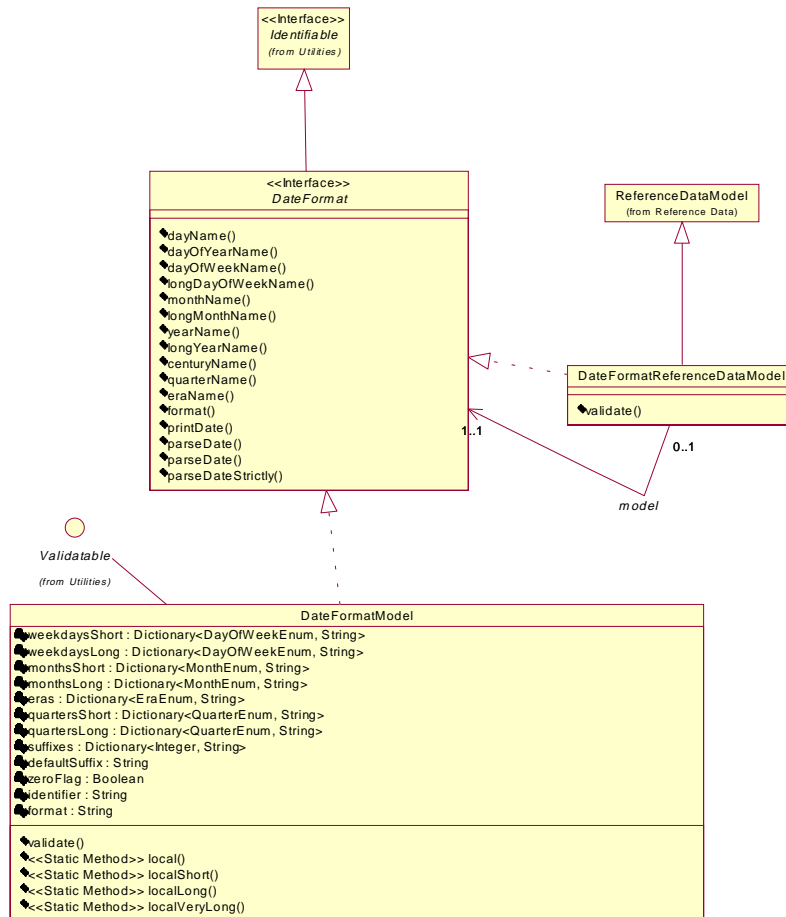 <<Interface>>
Identifiable
(from Utilities)
<<Interface>>
DateFormat
dayName()
dayOfYearName()
dayOfWeekName()
longDayOfWeekName()
monthName()
longMonthName()
yearName()
longYearName()
centuryName()
quarterName()
eraName()
format()
printDate()
parseDate()
parseDate()
parseDateStrictly()
ReferenceDataModel
(from Reference Data)
DateFormatReferenceDataModel
validate()
1..1
0..1
model
Validatable
(from Utilities)
DateFormatModel
weekdaysShort : Dictionary<DayOfWeekEnum, String>
weekdaysLong : Dictionary<DayOfWeekEnum, String>
monthsShort : Dictionary<MonthEnum, String>
monthsLong : Dictionary<MonthEnum, String>
eras : Dictionary<EraEnum, String>
quartersShort : Dictionary<QuarterEnum, String>
quartersLong : Dictionary<QuarterEnum, String>
suffixes : Dictionary<Integer, String>
defaultSuffix : String
zeroFlag : Boolean
identifier : String
format : String
validate()
<<Static Method>> local()
<<Static Method>> localShort()
<<Static Method>> localLong()
<<Static Method>> localVeryLong()